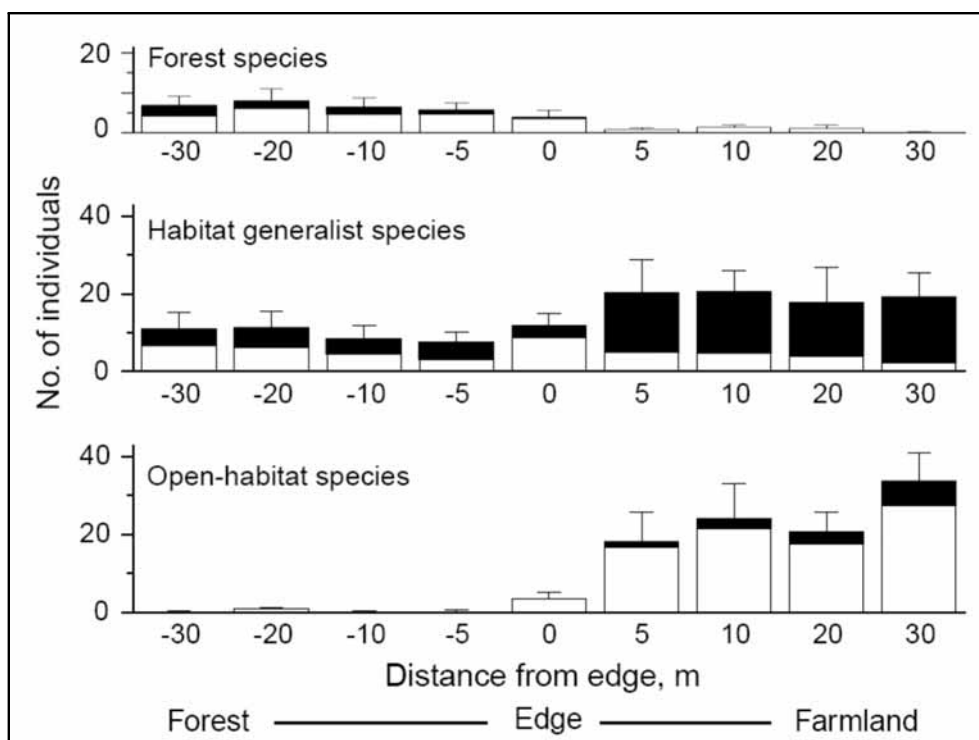 20
Forest species
0
-30 -20 -10 -5 0 5 10 20 30
40
Habitat generalist species
20
0
-30 -20 -10 -5 0 5 10 20 30
No. of individuals
40
Open-habitat species
20
0
-30 -20 -10 -5 0 5 10 20 30
Distance from edge, m
Forest Edge Farmland